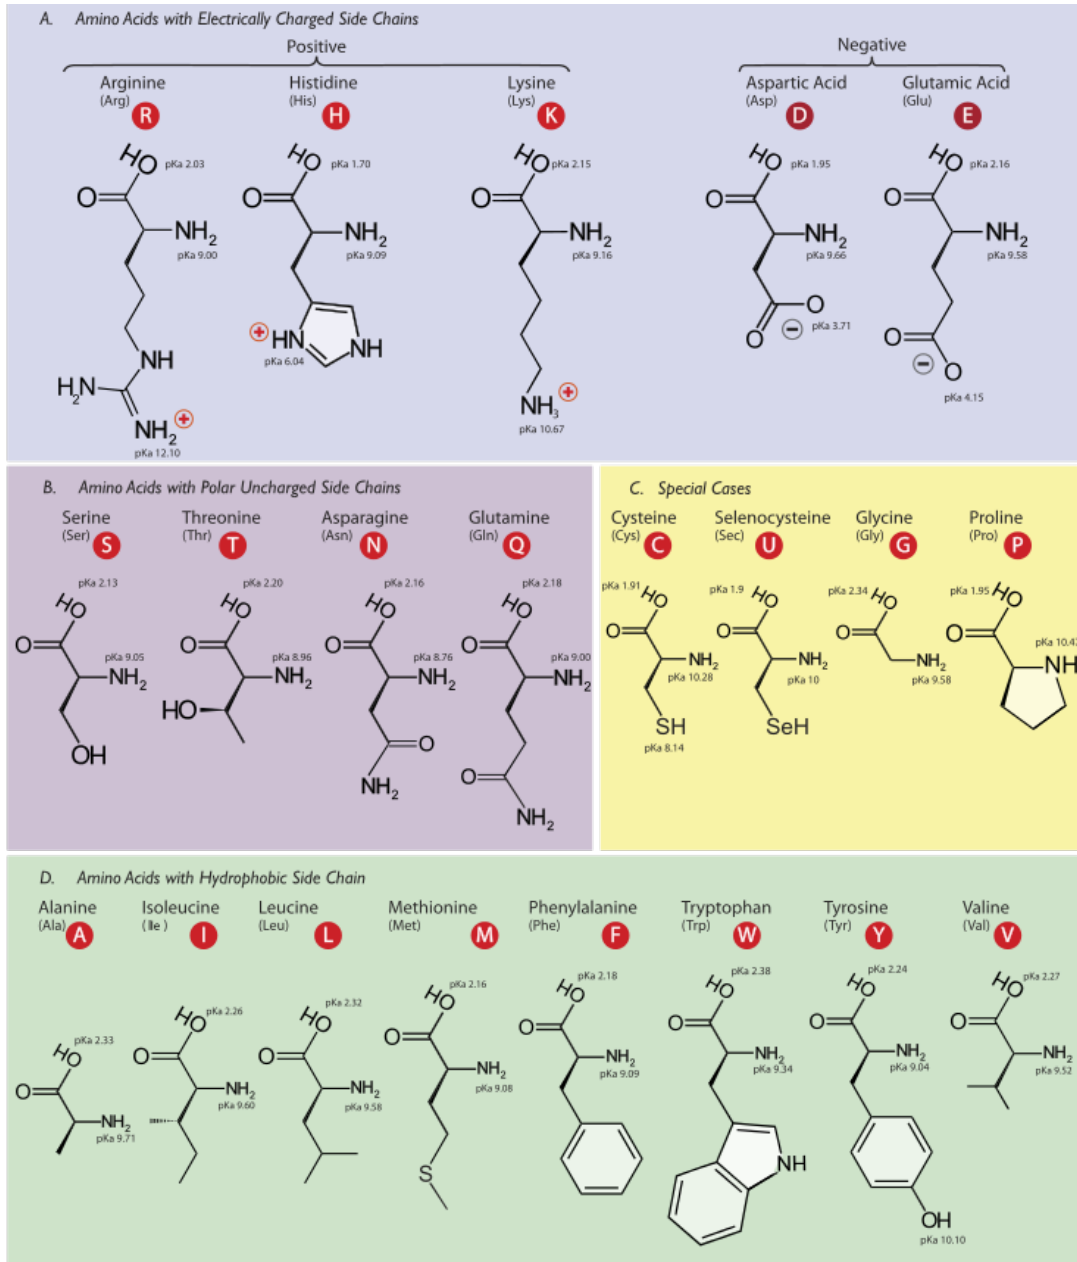 A. Amino Acids with Electrically Charged Side Chains
Positive
Negative
Arginine
(Arg)
R
Histidine
(His)
H
Lysine
(Lys)
K
Aspartic Acid
(Asp)
D
Glutamic Acid
(Glu)
E
HO pKa 2.03
O
NH2
pKa 9.00
NH
H2N
NH2
pKa 12.10
HO pKa 1.70
O
NH2
pKa 9.09
HN
NH
pKa 6.04
HO pKa 2.15
O
NH2
pKa 9.16
NH3
pKa 10.67
HO pKa 1.95
O
NH2
pKa 9.66
O
O
pKa 3.71
HO pKa 2.16
O
NH2
pKa 9.58
O
O
pKa 4.15
B. Amino Acids with Polar Uncharged Side Chains
Serine
(Ser)
S
Threonine
(Thr)
T
Asparagine
(Asn)
N
Glutamine
(Gln)
Q
pKa 2.13
HO
O
pKa 9.05
NH2
OH
pKa 2.20
HO
O
pKa 8.96
NH2
HO
pKa 2.16
HO
O
pKa 8.76
NH2
O
NH2
pKa 2.18
HO
O
pKa 9.00
NH2
O
NH2
C. Special Cases
Cysteine
(Cys)
C
Selenocysteine
(Sec)
U
Glycine
(Gly)
G
Proline
(Pro)
P
pKa 1.91
HO
O
NH2
pKa 10.28
SH
pKa 8.14
pKa 1.9
HO
O
NH2
pKa 10
SeH
pKa 2.34
HO
O
NH2
pKa 9.58
pKa 1.95
HO
O
NH
D. Amino Acids with Hydrophobic Side Chain
Alanine
(Ala)
A
Isoleucine
(Ile)
I
Leucine
(Leu)
L
Methionine
(Met)
M
Phenylalanine
(Phe)
F
Tryptophan
(Trp)
W
Tyrosine
(Tyr)
Y
Valine
(Val)
V
pKa 2.33
HO
O
NH2
pKa 9.71
pKa 2.26
HO
O
NH2
pKa 9.60
pKa 2.32
HO
O
NH2
pKa 9.58
pKa 2.16
HO
O
NH2
pKa 9.08
S
pKa 2.18
HO
O
NH2
pKa 9.09
pKa 2.38
HO
O
NH2
pKa 9.34
NH
pKa 2.24
HO
O
NH2
pKa 9.04
OH
pKa 10.10
pKa 2.27
HO
O
NH2
pKa 9.52